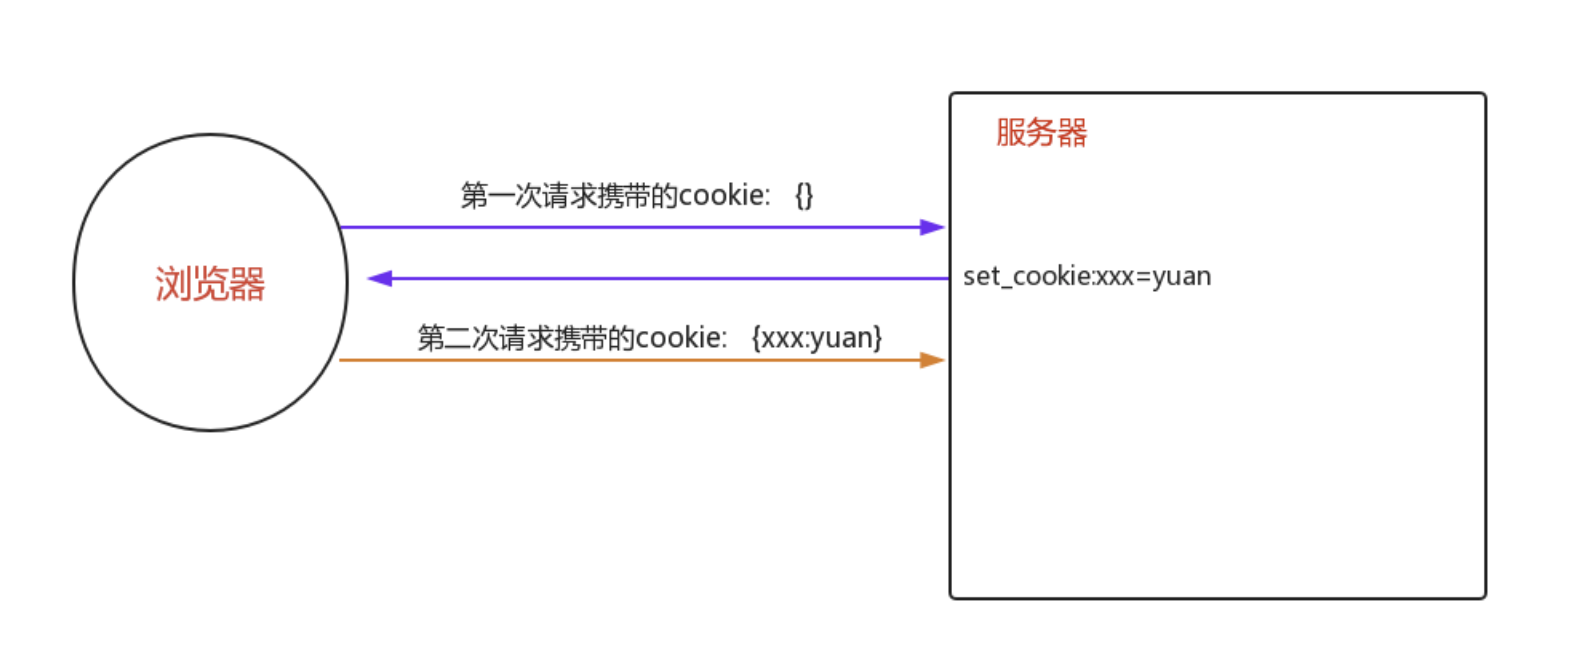 服务器
第一次请求携带的cookie: {}
浏览器
set_cookie:xxx=yuan
第二次请求携带的cookie: {xxx:yuan}